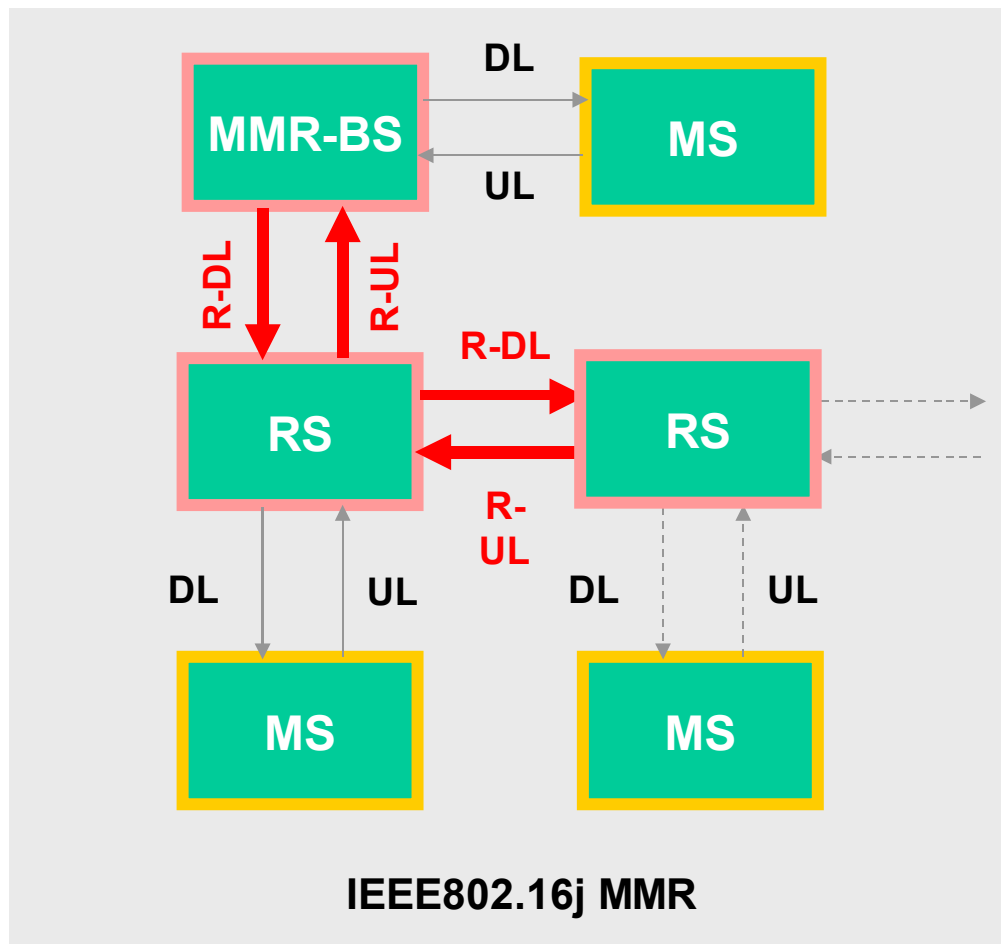 DL
MMR-BS
MS
UL
R-DL
R-UL
R-DL
RS
RS
R-
UL
DL
UL
DL
UL
MS
MS
IEEE802.16j MMR